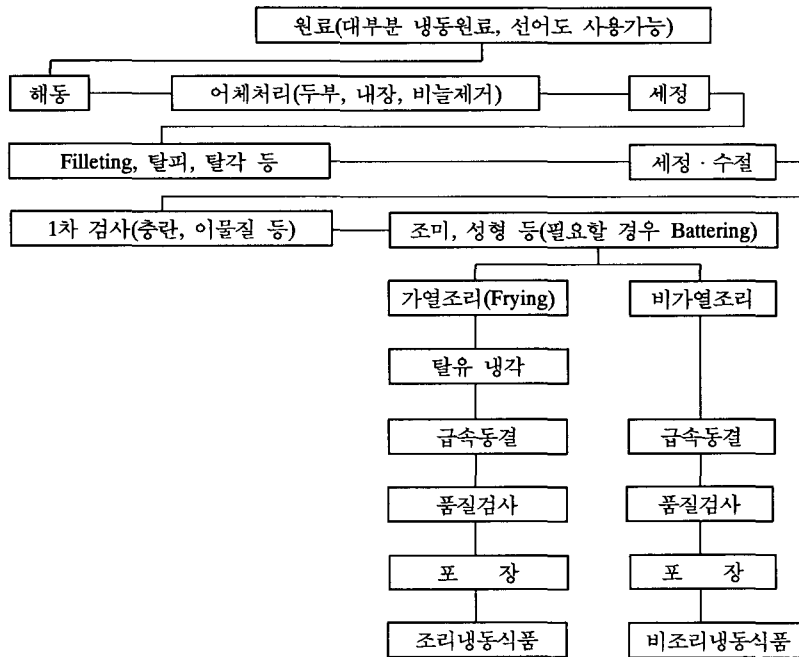 원료(대부분 냉동원료, 선어도 사용가능)
해동 어체처리(두부, 내장, 비늘제거) 세정
Filleting, 탈피, 탈각 등 세정 · 수절
1차 검사(충란, 이물질 등) 조미, 성형 등(필요할 경우 Battering)
가열조리(Frying) 비가열조리
탈유 냉각
급속동결 급속동결
품질검사 품질검사
포 장 포 장
조리냉동식품 비조리냉동식품